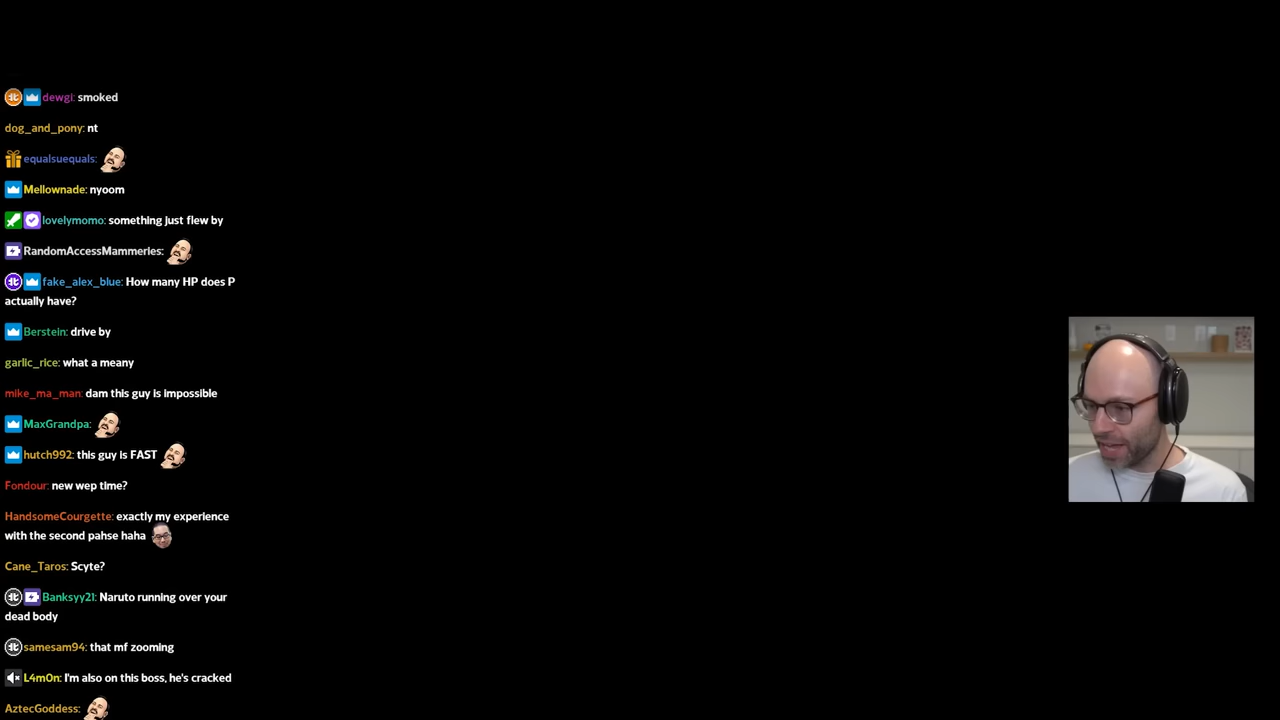 dewgi: smoked
dog_and_pony: nt
equalsuequals:
Mellownade: nyoom
lovelymomo: something just flew by
RandomAccessMammeries:
fake_alex_blue: How many HP does P
actually have?
Berstein: drive by
garlic_rice: what a meany
mike_ma_man: dam this guy is impossible
MaxGrandpa:
hutch992: this guy is FAST
Fondour: new wep time?
HandsomeCourgette: exactly my experience
with the second pahse haha
Cane_Taros: Scyte?
Banksyy21: Naruto running over your
dead body
samesam94: that mf zooming
L4m0n: I'm also on this boss, he's cracked
AztecGoddess: